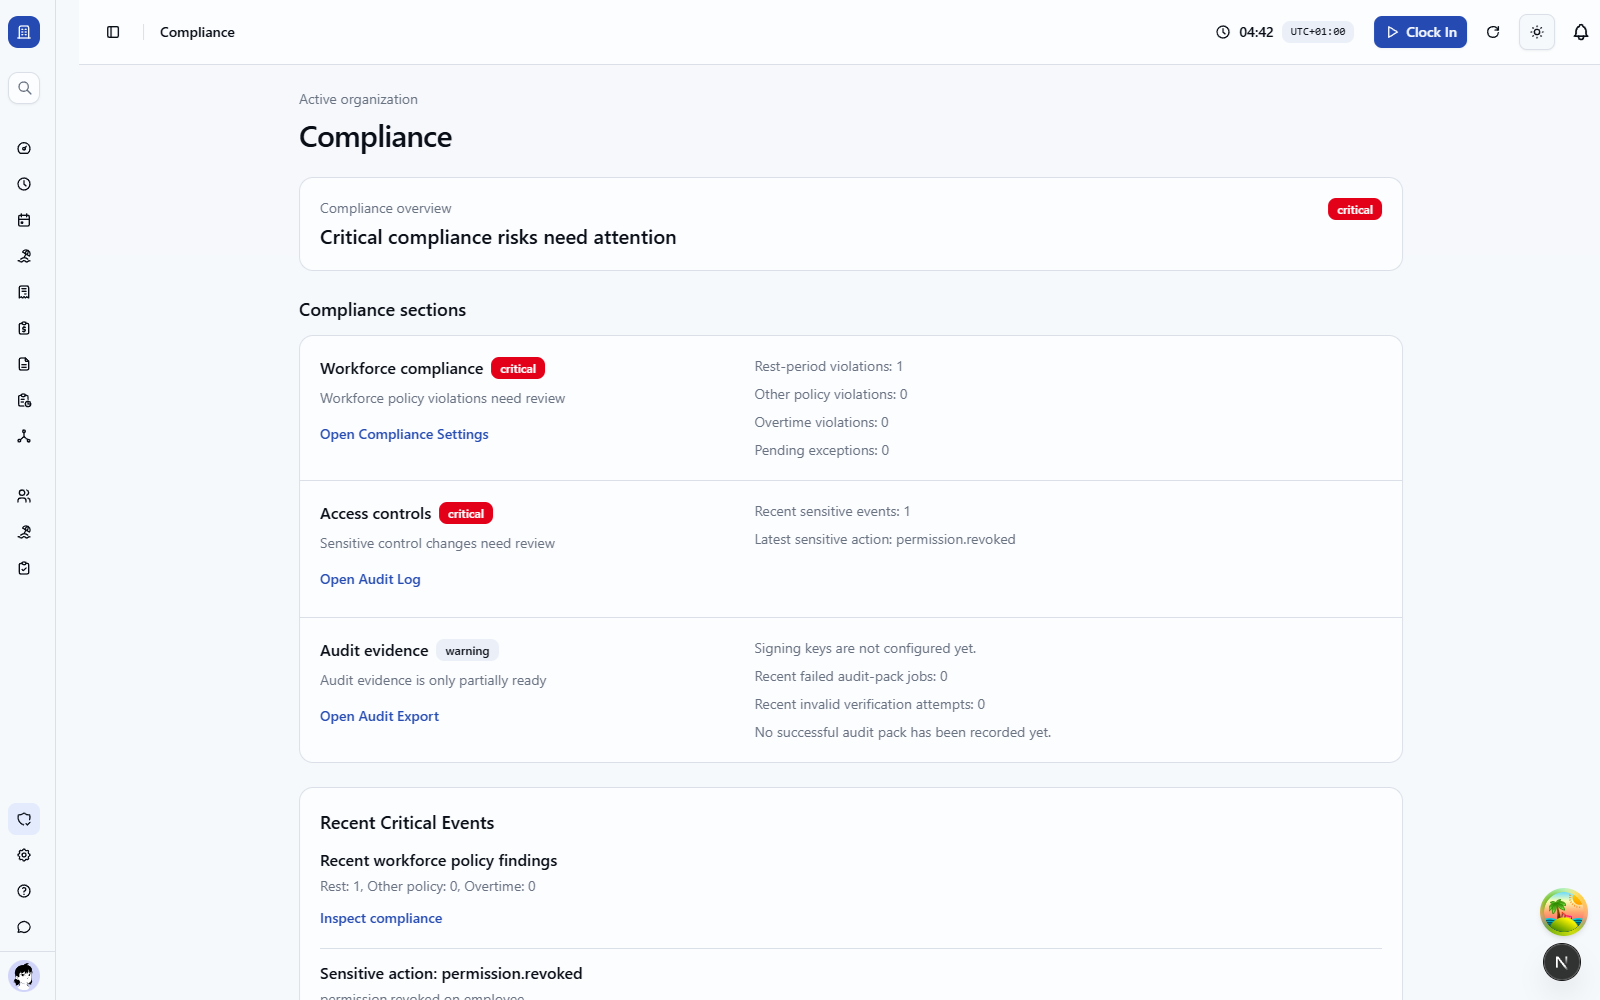 Compliance
04:42
UTC+01:00
Clock In
Active organization
Compliance
Compliance overview
critical
Critical compliance risks need attention
Compliance sections
Workforce compliance
critical
Workforce policy violations need review
Open Compliance Settings
Rest-period violations: 1
Other policy violations: 0
Overtime violations: 0
Pending exceptions: 0
Access controls
critical
Sensitive control changes need review
Open Audit Log
Recent sensitive events: 1
Latest sensitive action: permission.revoked
Audit evidence
warning
Audit evidence is only partially ready
Open Audit Export
Signing keys are not configured yet.
Recent failed audit-pack jobs: 0
Recent invalid verification attempts: 0
No successful audit pack has been recorded yet.
Recent Critical Events
Recent workforce policy findings
Rest: 1, Other policy: 0, Overtime: 0
Inspect compliance
Sensitive action: permission.revoked
permission.revoked on employee
N